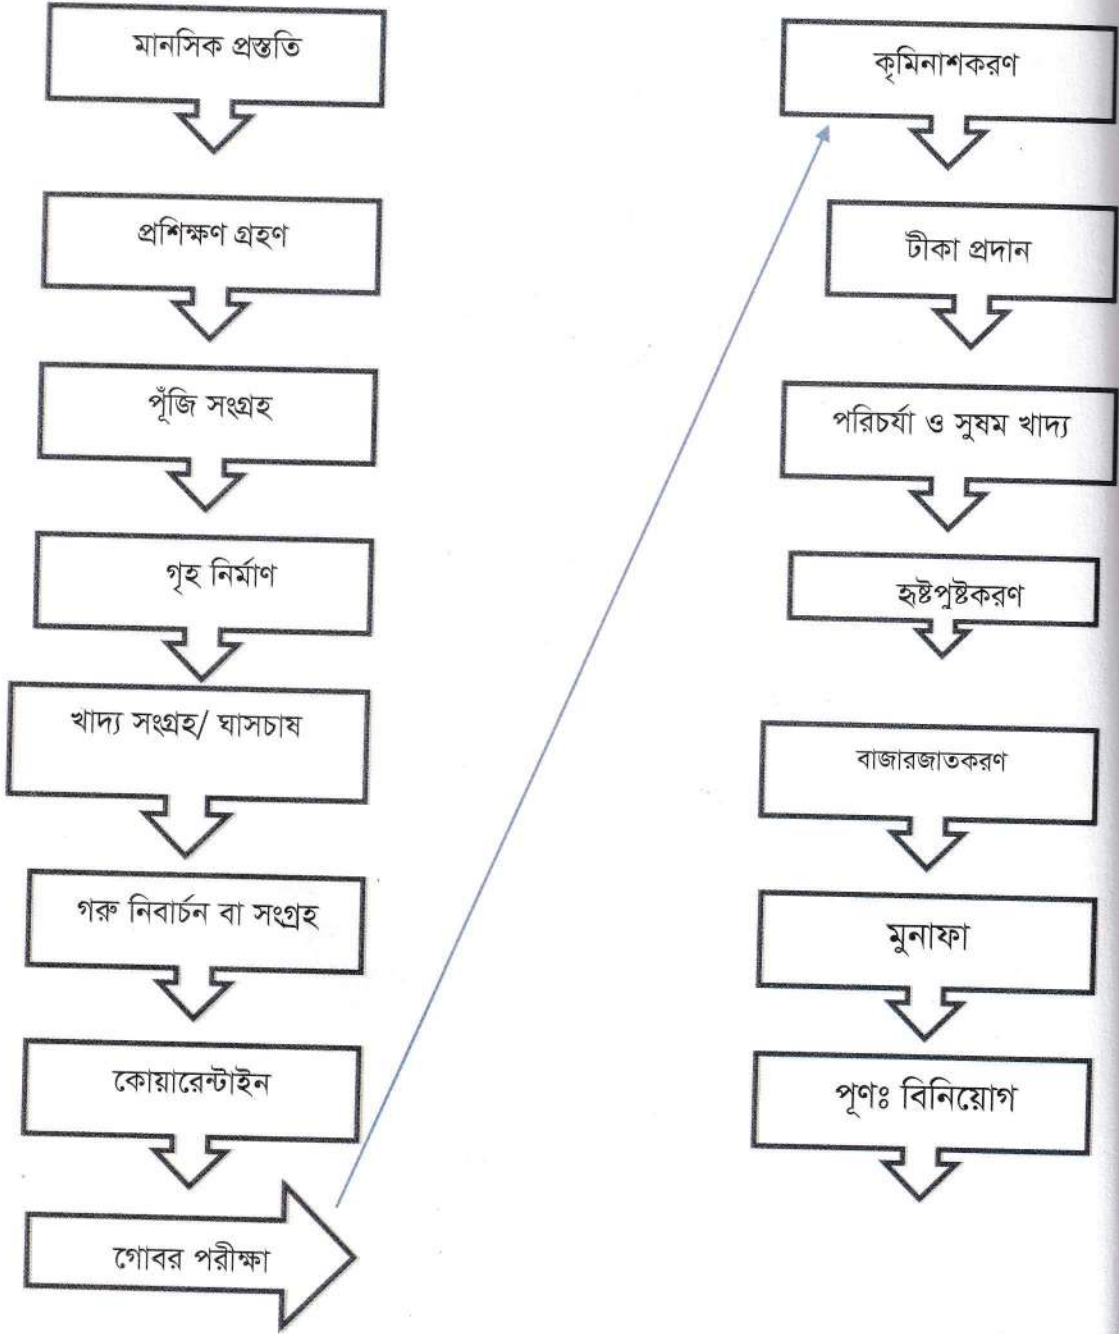 মানসিক প্রস্তুতি
প্রশিক্ষণ গ্রহণ
পূঁজি সংগ্রহ
গৃহ নির্মাণ
খাদ্য সংগ্রহ/ ঘাসচাষ
গরু নিবার্চন বা সংগ্রহ
কোয়ারেন্টাইন
গোবর পরীক্ষা
কৃমিনাশকরণ
টীকা প্রদান
পরিচর্যা ও সুষম খাদ্য
হৃষ্টপুষ্টকরণ
বাজারজাতকরণ
মুনাফা
পূণঃ বিনিয়োগ